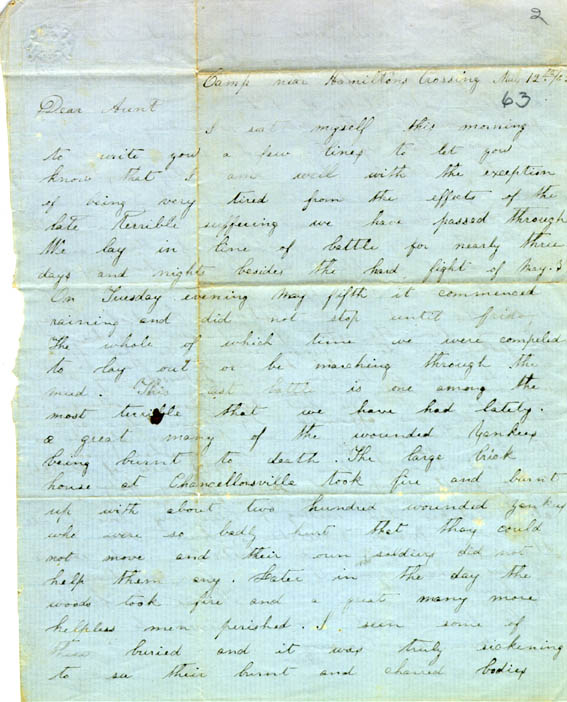 2
Camp near Hamiltons Crossing May 12th/63
63
Dear Aunt
I seat myself this morning
to write you a few lines to let you
know that I am well with the exception
of being very tired from the effects of the
late terrible suffering we have passed through
We lay in line of battle for nearly three
days and nights besides the hard fight of May 3
On Tuesday evening May fifth it commenced
raining and did not stop until friday
The whole of which time we were compeled
to lay out or be marching through the
mud. This last battle is one among the
most terrible that we have had lately.
a great many of the wounded Yankees
being burnt to death. The large brick
house at Chancellorsville took fire and burnt
up with about two hundred wounded Yankees
who were so badly hurt that thay could
not move and their own soldiers did not
help them any. Later in the day the
woods took fire and a great many more
helpless men perished. I seen some of
them buried and it was truly sickening
to see their burnt and charred bodies